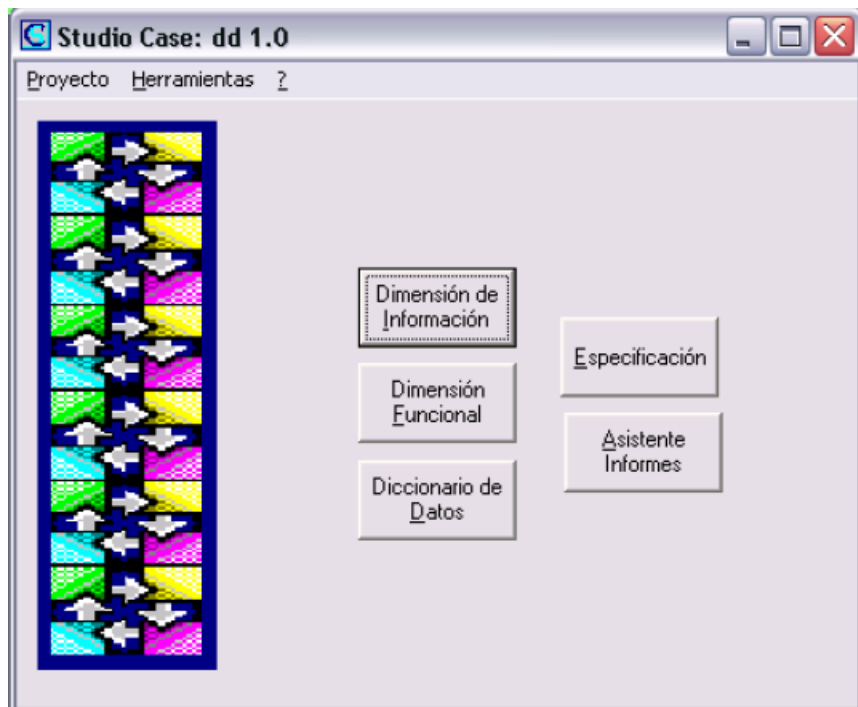 Studio Case: dd 1.0
Proyecto Herramientas ?
Dimensión de
Información
Dimensión
Funcional
Diccionario de
Datos
Especificación
Asistente
Informes